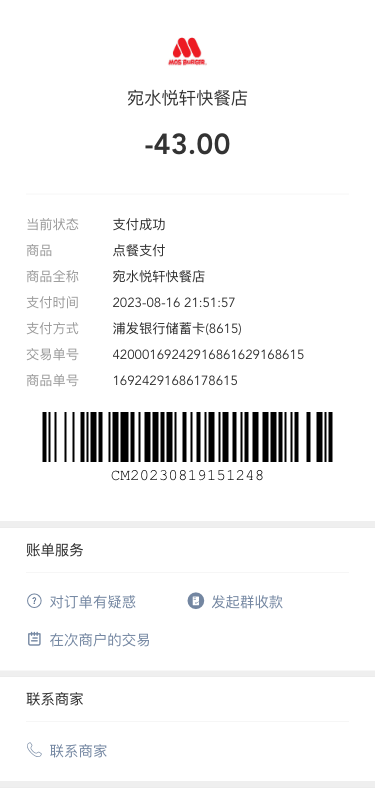 MOS BURGER
宛水悦轩快餐店
-43.00
当前状态 支付成功
商品 点餐支付
商品全称 宛水悦轩快餐店
支付时间 2023-08-16 21:51:57
支付方式 浦发银行储蓄卡(8615)
交易单号 42000169242916861629168615
商品单号 16924291686178615
CM20230819151248
账单服务
对订单有疑惑 发起群收款
在次商户的交易
联系商家
联系商家